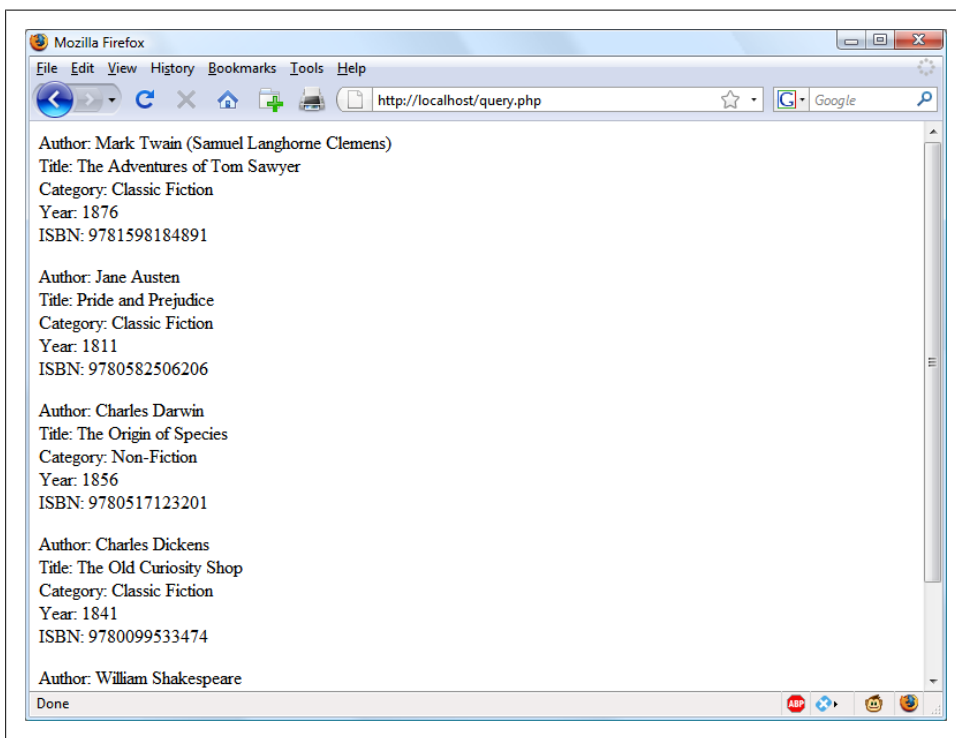 Mozilla Firefox
File Edit View History Bookmarks Tools Help
http://localhost/query.php
G Google
Author: Mark Twain (Samuel Langhorne Clemens)
Title: The Adventures of Tom Sawyer
Category: Classic Fiction
Year: 1876
ISBN: 9781598184891
Author: Jane Austen
Title: Pride and Prejudice
Category: Classic Fiction
Year: 1811
ISBN: 9780582506206
Author: Charles Darwin
Title: The Origin of Species
Category: Non-Fiction
Year: 1856
ISBN: 9780517123201
Author: Charles Dickens
Title: The Old Curiosity Shop
Category: Classic Fiction
Year: 1841
ISBN: 9780099533474
Author: William Shakespeare
Done
ABP